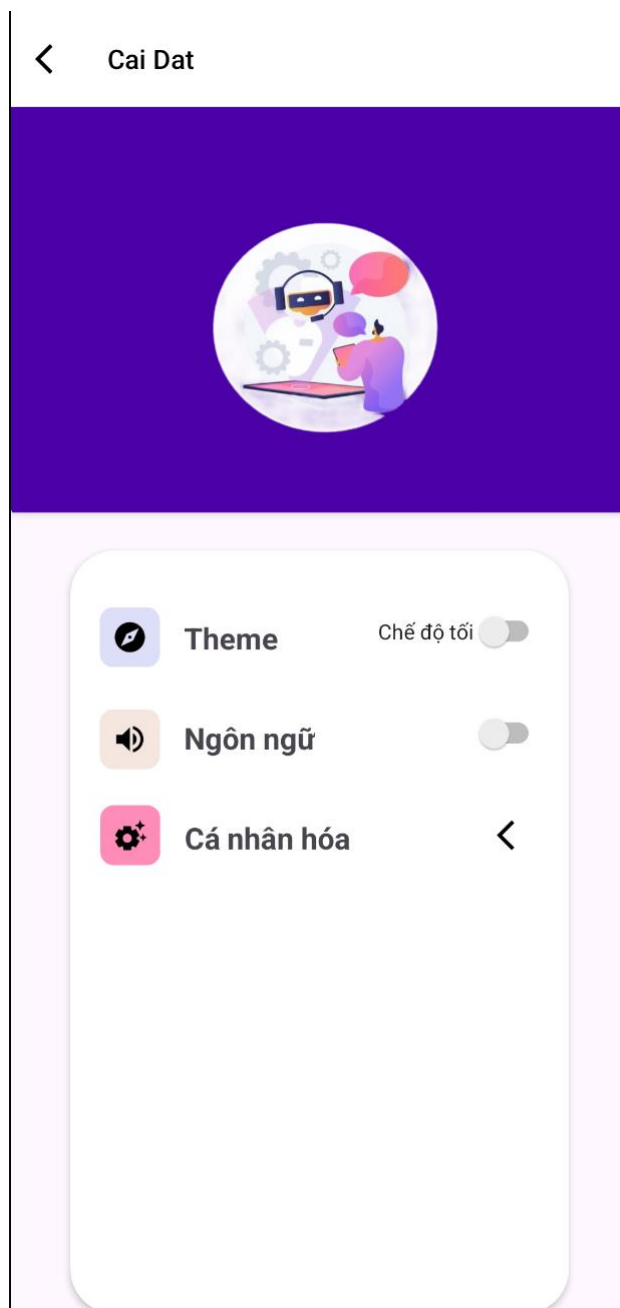 Cai Dat
Theme
Chế độ tối
Ngôn ngữ
Cá nhân hóa